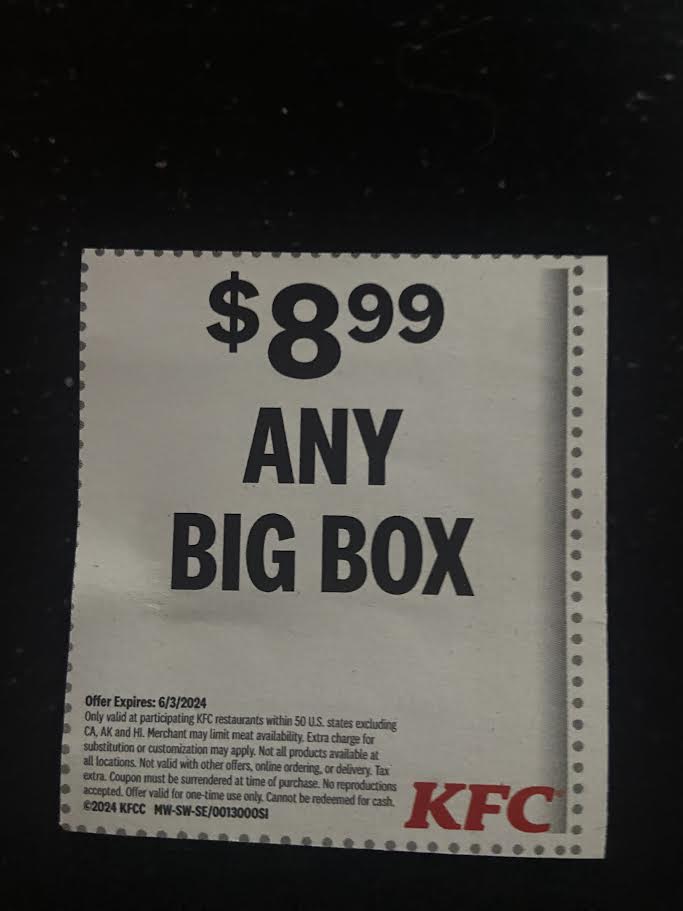 $8.99
ANY
BIG BOX
Offer Expires: 6/3/2024
Only valid at participating KFC restaurants within 50 U.S. states excluding
CA, AK and HI. Merchant may limit meat availability. Extra charge for
substitution or customization may apply. Not all products available at
all locations. Not valid with other offers, online ordering, or delivery. Tax
extra. Coupon must be surrendered at time of purchase. No reproductions
accepted. Offer valid for one-time use only. Cannot be redeemed for cash.
©2024 KFCC MW-SW-SE/0013000SI
KFC